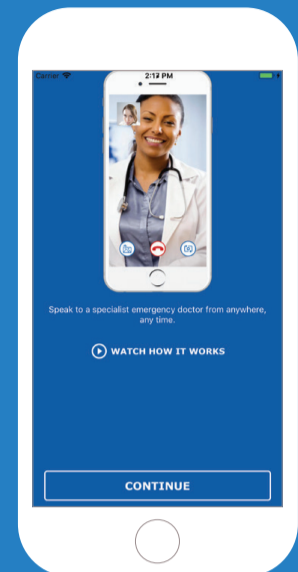 Carrier
2:17 PM
Speak to a specialist emergency doctor from anywhere,
any time.
WATCH HOW IT WORKS
CONTINUE